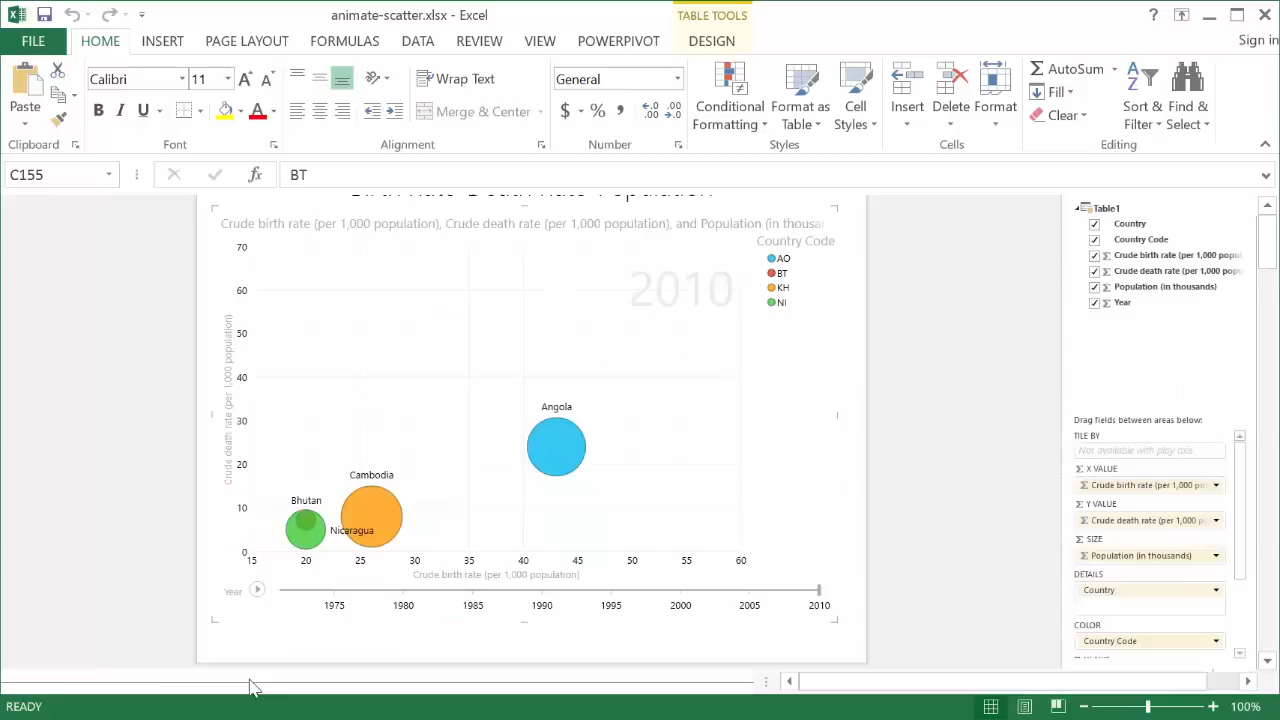 animate-scatter.xlsx - Excel
TABLE TOOLS
?
FILE
HOME
INSERT
PAGE LAYOUT
FORMULAS
DATA
REVIEW
VIEW
POWERPIVOT
DESIGN
Sign in
Paste
Calibri
11
B I U
Wrap Text
Merge & Center
General
$ % ,
Conditional Formatting
Format as Table
Cell Styles
Insert
Delete
Format
AutoSum
Fill
Clear
Sort & Filter
Find & Select
Clipboard
Font
Alignment
Number
Styles
Cells
Editing
C155
fx
BT
Crude birth rate (per 1,000 population), Crude death rate (per 1,000 population), and Population (in thousar
Country Code
AO
BT
KH
NI
2010
Crude death rate (per 1,000 population)
70
60
50
40
30
20
10
0
Angola
Cambodia
Bhutan
Nicaragua
15 20 25 30 35 40 45 50 55 60
Crude birth rate (per 1,000 population)
Year
1975 1980 1985 1990 1995 2000 2005 2010
Table1
Country
Country Code
Σ Crude birth rate (per 1,000 popul
Σ Crude death rate (per 1,000 popu
Σ Population (in thousands)
Σ Year
Drag fields between areas below:
TILE BY
Not available with play axis
Σ X VALUE
Σ Crude birth rate (per 1,000 p
Σ Y VALUE
Σ Crude death rate (per 1,000 p
Σ SIZE
Σ Population (in thousands)
DETAILS
Country
COLOR
Country Code
READY
100%